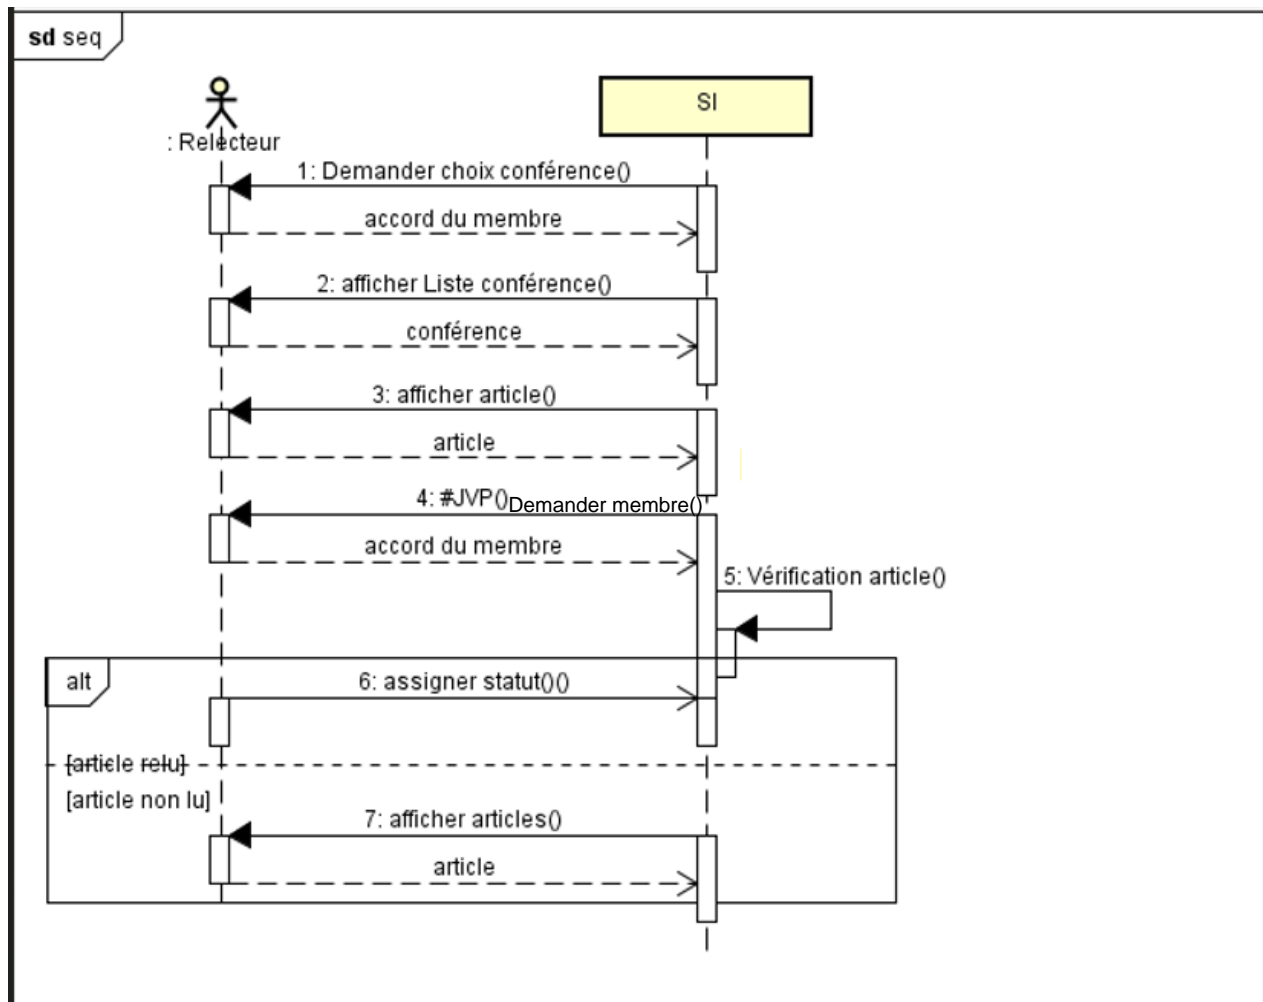 sd seq
SI
: Relecteur
1: Demander choix conférence()
accord du membre
2: afficher Liste conférence()
conférence
3: afficher article()
article
4: #JVP()Demander membre()
accord du membre
5: Vérification article()
alt
6: assigner statut()()
[article relu]
[article non lu]
7: afficher articles()
article